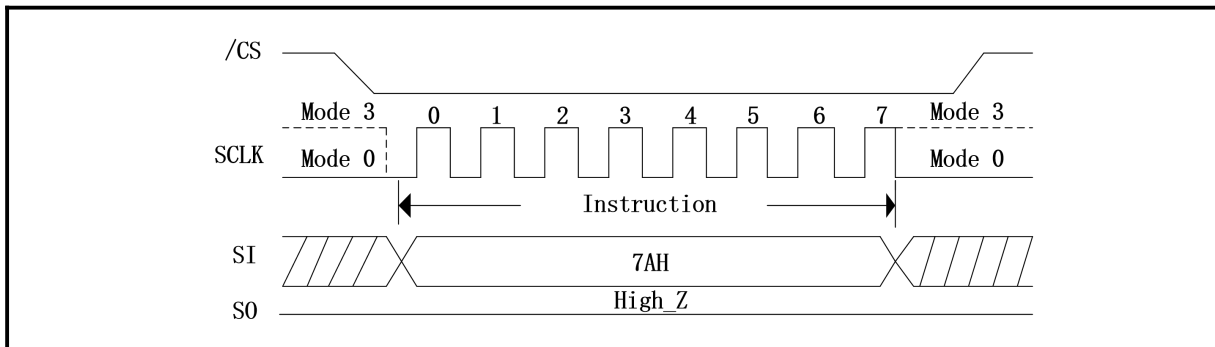 /CS
Mode 3 0 1 2 3 4 5 6 7 Mode 3
SCLK Mode 0 Mode 0
Instruction
SI 7AH
High_Z
SO